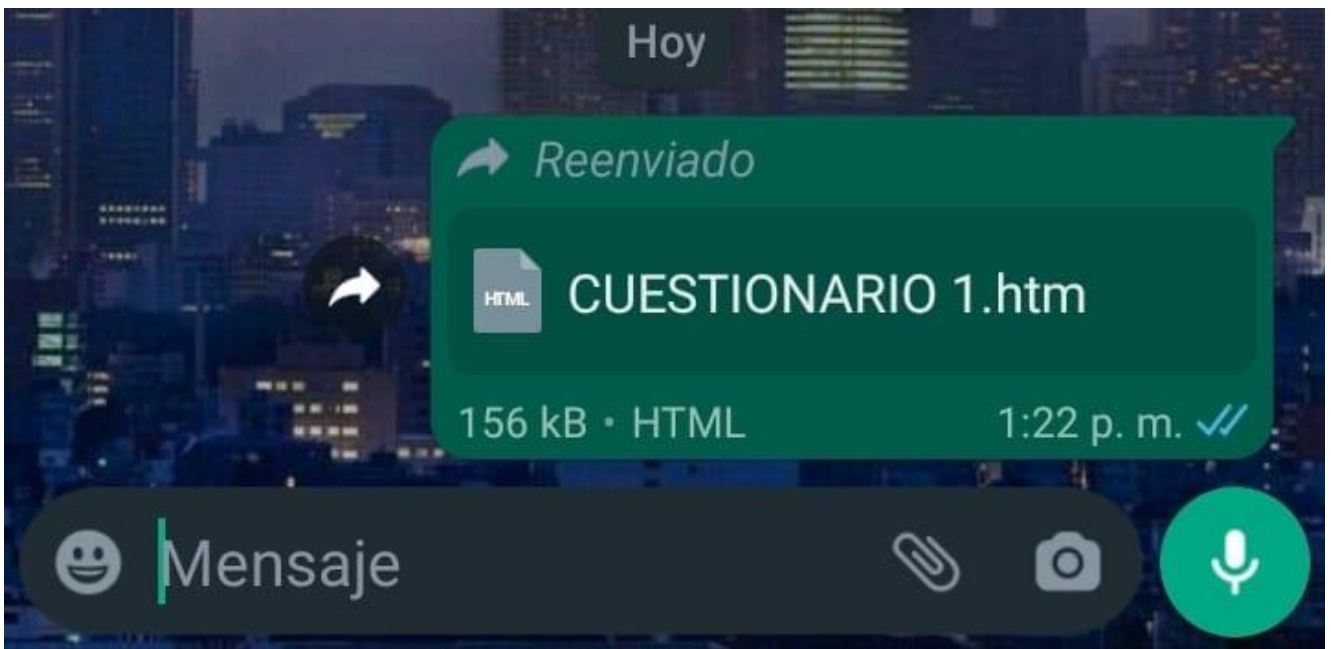 Hoy
Reenviado
HTML
CUESTIONARIO 1.htm
156 kB • HTML
1:22 p. m.
Mensaje